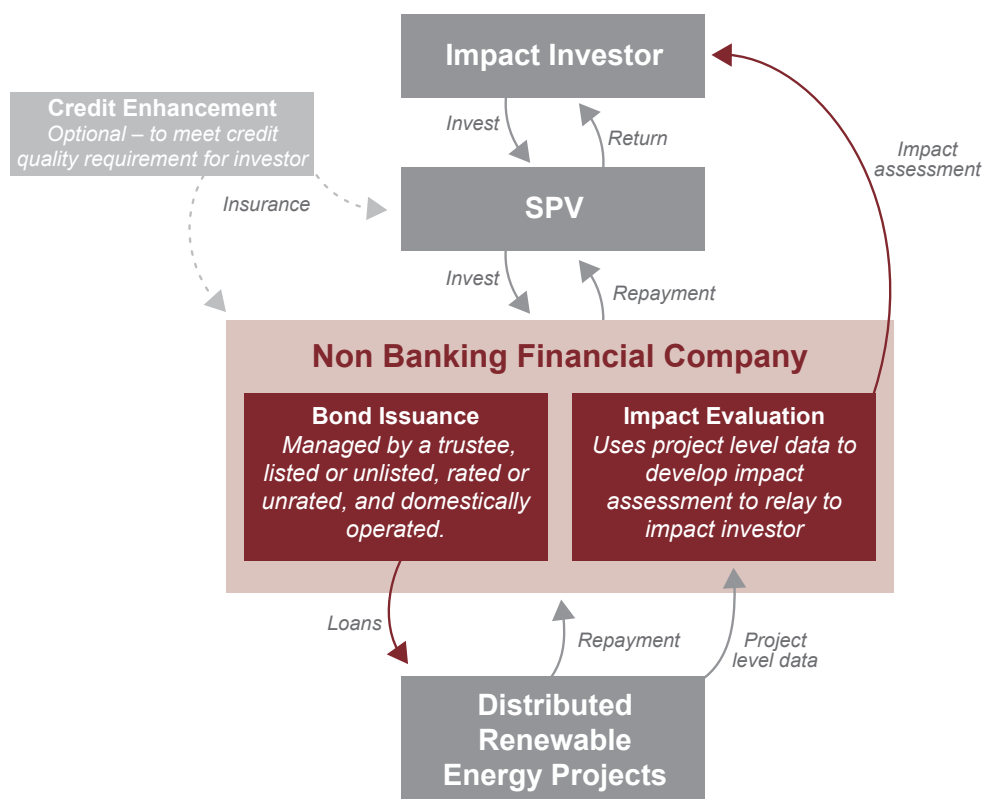 Impact Investor
Credit Enhancement
Optional – to meet credit
quality requirement for investor
Invest
Return
Impact
assessment
Insurance
SPV
Invest
Repayment
Non Banking Financial Company
Bond Issuance
Managed by a trustee,
listed or unlisted, rated or
unrated, and domestically
operated.
Impact Evaluation
Uses project level data to
develop impact
assessment to relay to
impact investor
Loans
Repayment
Project
level data
Distributed
Renewable
Energy Projects